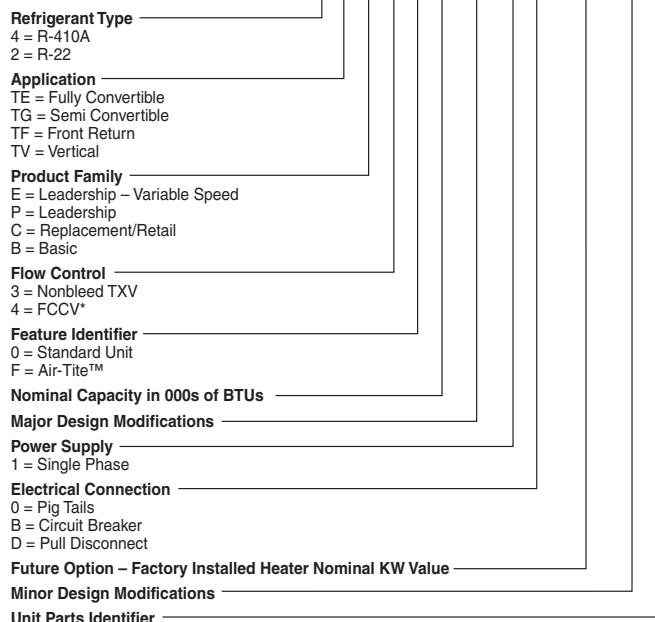 Refrigerant Type
4 = R-410A
2 = R-22
Application
TE = Fully Convertible
TG = Semi Convertible
TF = Front Return
TV = Vertical
Product Family
E = Leadership – Variable Speed
P = Leadership
C = Replacement/Retail
B = Basic
Flow Control
3 = Nonbleed TXV
4 = FCCV*
Feature Identifier
0 = Standard Unit
F = Air-Tite™
Nominal Capacity in 000s of BTUs
Major Design Modifications
Power Supply
1 = Single Phase
Electrical Connection
0 = Pig Tails
B = Circuit Breaker
D = Pull Disconnect
Future Option – Factory Installed Heater Nominal KW Value
Minor Design Modifications
Unit Parts Identifier